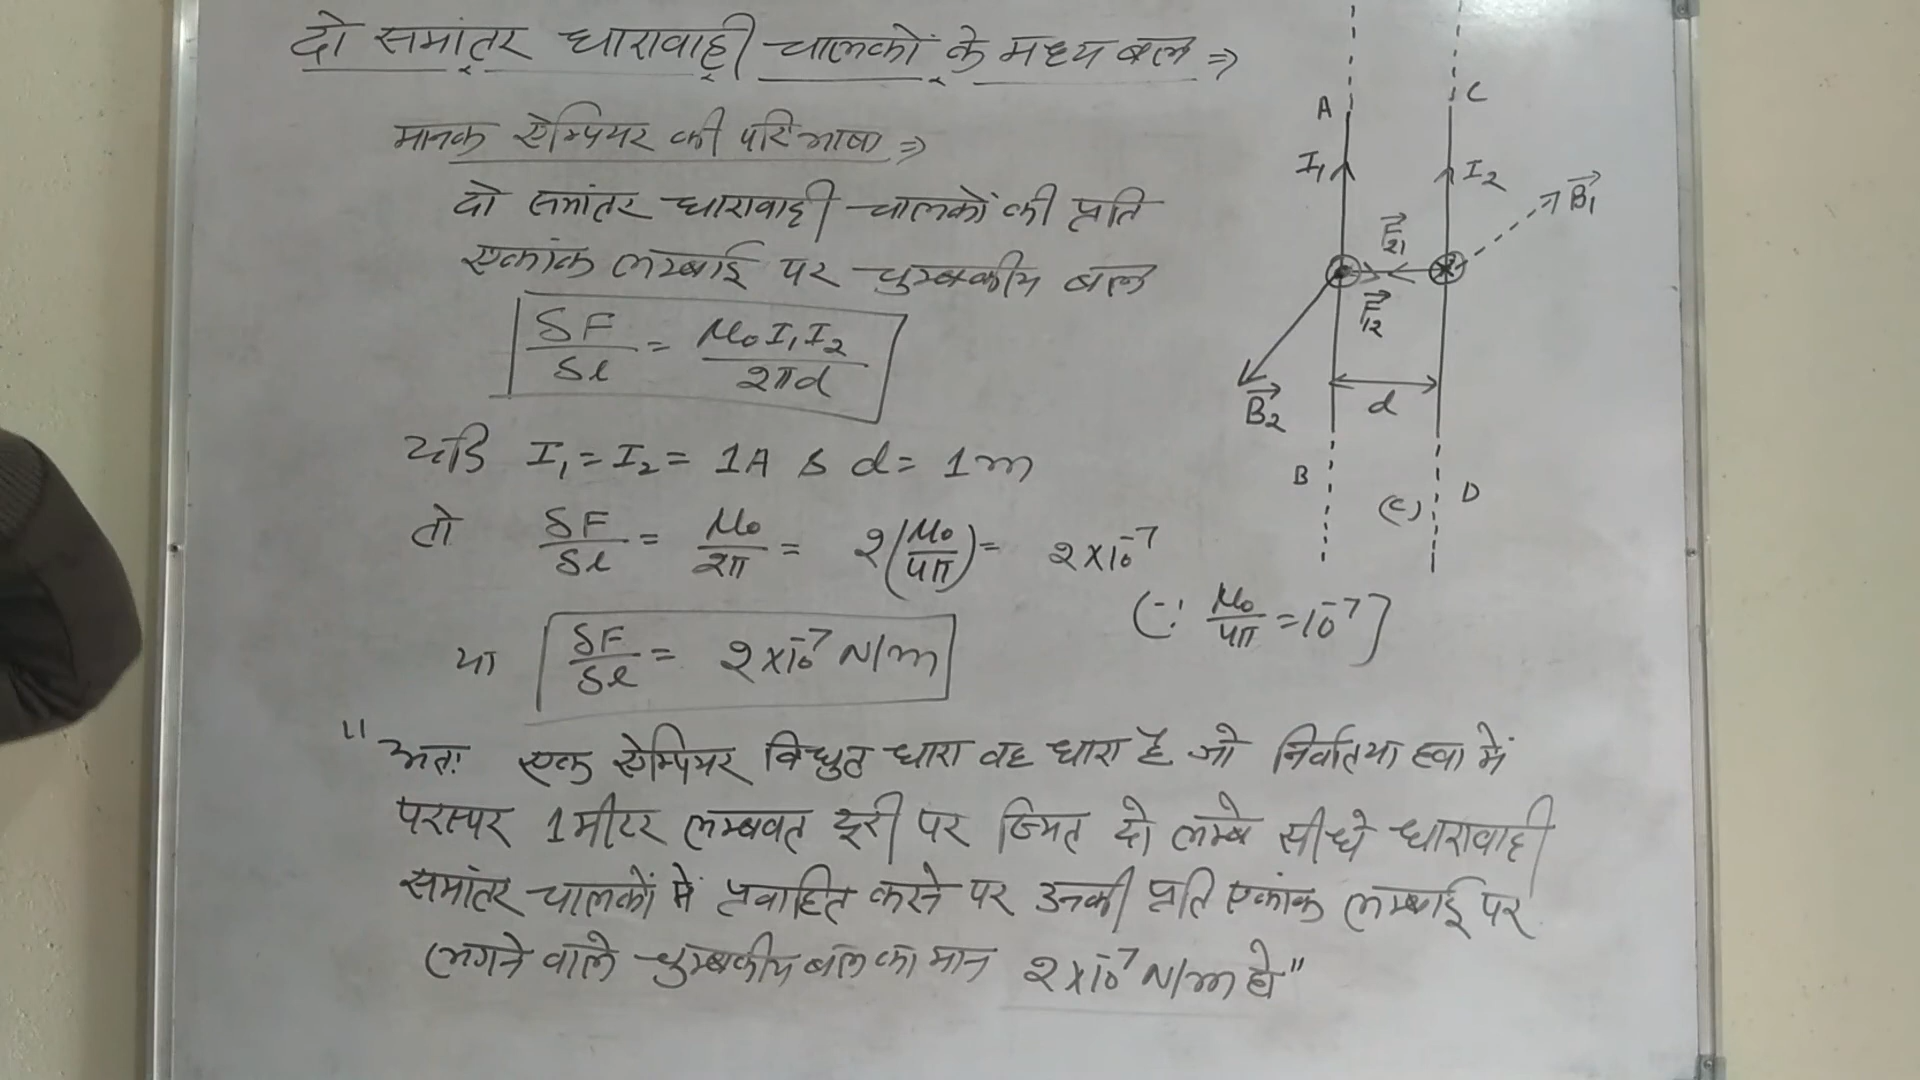 दो समांतर धारावाही चालकों के मध्य बल ⇒
मानक ऐम्पियर की परिभाषा ⇒
दो समांतर धारावाही चालकों की प्रति
एकांक लम्बाई पर चुम्बकीय बल
δF/δl = μ₀I₁I₂/2πd
यदि I₁ = I₂ = 1A & d = 1m
तो δF/δl = μ₀/2π = 2(μ₀/4π) = 2×10⁻⁷
(∵ μ₀/4π = 10⁻⁷]
या δF/δl = 2×10⁻⁷ N/m
"अतः एक ऐम्पियर विधुत धारा वह धारा है जो निर्वात या हवा में
परस्पर 1 मीटर लम्बवत दूरी पर स्थित दो लम्बे सीधे धारावाही
समांतर चालकों में प्रवाहित करने पर उनकी प्रति एकांक लम्बाई पर
लगने वाले चुम्बकीय बल का मान 2×10⁻⁷ N/m हो"
A
C
I₁
I₂
B₁⃗
F₂₁⃗
F₁₂⃗
B₂⃗
d
B
(C)
D